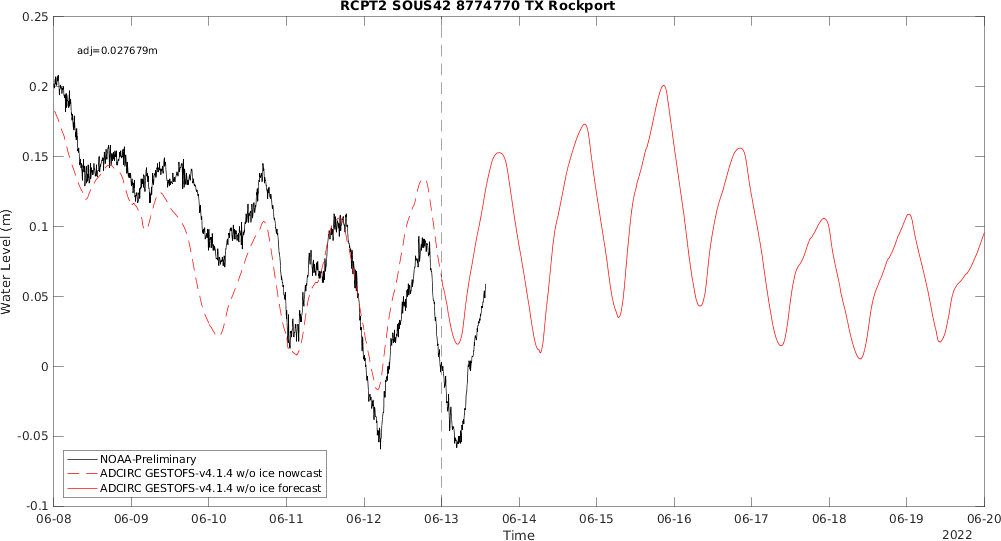 RCPT2 SOUS42 8774770 TX Rockport
adj=0.027679m
0.25
0.2
0.15
0.1
0.05
0
-0.05
-0.1
Water Level (m)
NOAA-Preliminary
ADCIRC GESTOFS-v4.1.4 w/o ice nowcast
ADCIRC GESTOFS-v4.1.4 w/o ice forecast
06-08 06-09 06-10 06-11 06-12 06-13 06-14 06-15 06-16 06-17 06-18 06-19 06-20
Time
2022